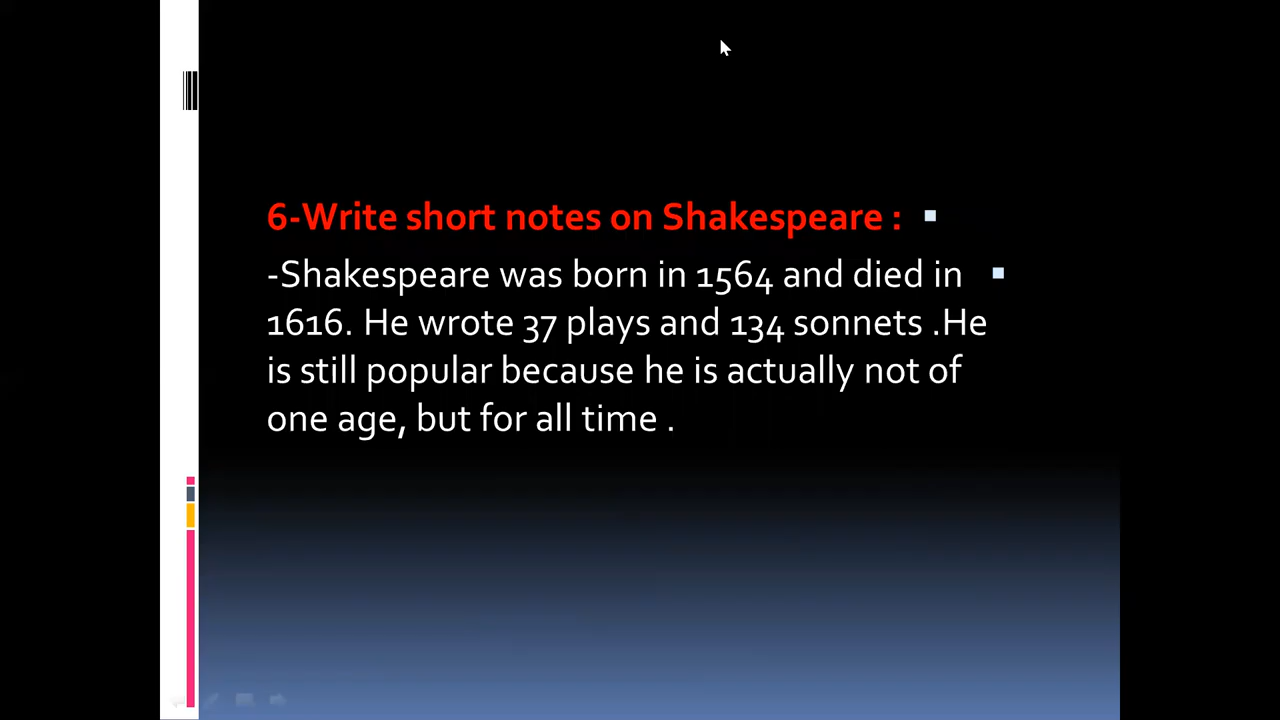 6-Write short notes on Shakespeare :
-Shakespeare was born in 1564 and died in
1616. He wrote 37 plays and 134 sonnets .He
is still popular because he is actually not of
one age, but for all time .